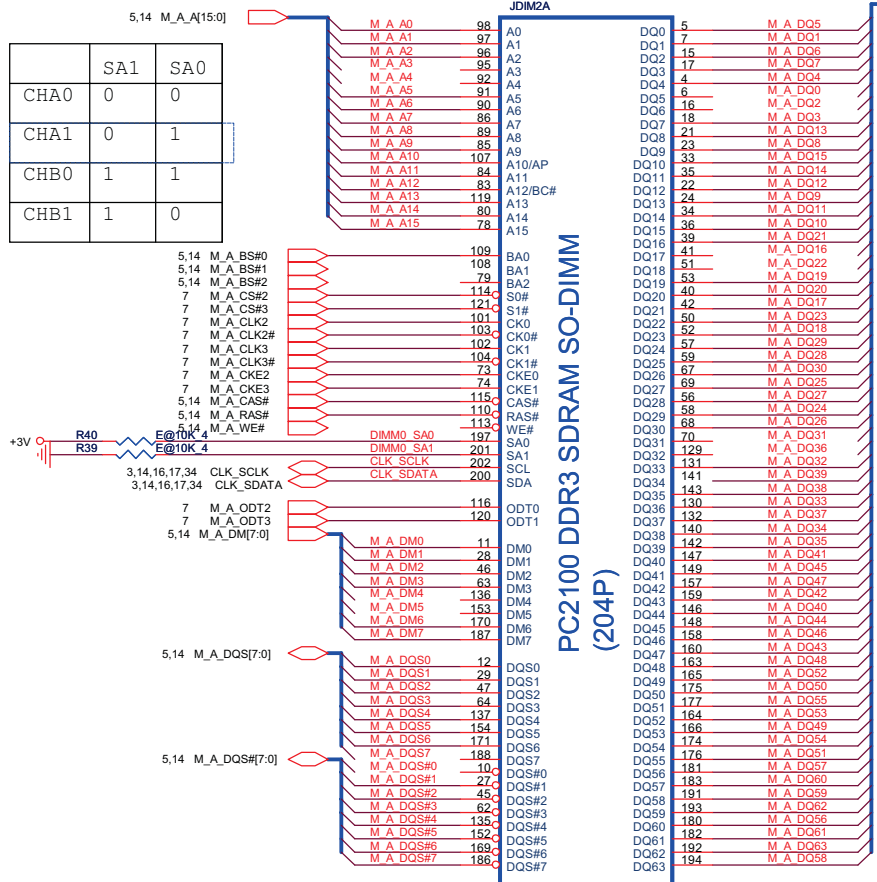 JDIM2A
5,14 M_A_A[15:0]
SA1 SA0
CHA0 0 0
CHA1 0 1
CHB0 1 1
CHB1 1 0
M_A_A0 98 A0
M_A_A1 97 A1
M_A_A2 96 A2
M_A_A3 95 A3
M_A_A4 92 A4
M_A_A5 91 A5
M_A_A6 90 A6
M_A_A7 86 A7
M_A_A8 89 A8
M_A_A9 85 A9
M_A_A10 107 A10/AP
M_A_A11 84 A11
M_A_A12 83 A12/BC#
M_A_A13 119 A13
M_A_A14 80 A14
M_A_A15 78 A15
5,14 M_A_BS#0 109 BA0
5,14 M_A_BS#1 108 BA1
5,14 M_A_BS#2 79 BA2
7 M_A_CS#2 114 S0#
7 M_A_CS#3 121 S1#
7 M_A_CLK2 101 CK0
7 M_A_CLK2# 103 CK0#
7 M_A_CLK3 102 CK1
7 M_A_CLK3# 104 CK1#
7 M_A_CKE2 73 CKE0
7 M_A_CKE3 74 CKE1
5,14 M_A_CAS# 115 CAS#
5,14 M_A_RAS# 110 RAS#
5,14 M_A_WE# 113 WE#
+3V R40 E@10K_4 DIMM0_SA0 197 SA0
R39 E@10K_4 DIMM0_SA1 201 SA1
3,14,16,17,34 CLK_SCLK CLK_SCLK 202 SCL
3,14,16,17,34 CLK_SDATA CLK_SDATA 200 SDA
7 M_A_ODT2 116 ODT0
7 M_A_ODT3 120 ODT1
5,14 M_A_DM[7:0]
M_A_DM0 11 DM0
M_A_DM1 28 DM1
M_A_DM2 46 DM2
M_A_DM3 63 DM3
M_A_DM4 136 DM4
M_A_DM5 153 DM5
M_A_DM6 170 DM6
M_A_DM7 187 DM7
5,14 M_A_DQS[7:0]
M_A_DQS0 12 DQS0
M_A_DQS1 29 DQS1
M_A_DQS2 47 DQS2
M_A_DQS3 64 DQS3
M_A_DQS4 137 DQS4
M_A_DQS5 154 DQS5
M_A_DQS6 171 DQS6
M_A_DQS7 188 DQS7
5,14 M_A_DQS#[7:0]
M_A_DQS#0 10 DQS#0
M_A_DQS#1 27 DQS#1
M_A_DQS#2 45 DQS#2
M_A_DQS#3 62 DQS#3
M_A_DQS#4 135 DQS#4
M_A_DQS#5 152 DQS#5
M_A_DQS#6 169 DQS#6
M_A_DQS#7 186 DQS#7
PC2100 DDR3 SDRAM SO-DIMM
(204P)
DQ0 5 M_A_DQ5
DQ1 7 M_A_DQ1
DQ2 15 M_A_DQ6
DQ3 17 M_A_DQ7
DQ4 4 M_A_DQ4
DQ5 6 M_A_DQ0
DQ6 16 M_A_DQ2
DQ7 18 M_A_DQ3
DQ8 21 M_A_DQ13
DQ9 23 M_A_DQ8
DQ10 33 M_A_DQ15
DQ11 35 M_A_DQ14
DQ12 22 M_A_DQ12
DQ13 24 M_A_DQ9
DQ14 34 M_A_DQ11
DQ15 36 M_A_DQ10
DQ16 39 M_A_DQ21
DQ17 41 M_A_DQ16
DQ18 51 M_A_DQ22
DQ19 53 M_A_DQ19
DQ20 40 M_A_DQ20
DQ21 42 M_A_DQ17
DQ22 50 M_A_DQ23
DQ23 52 M_A_DQ18
DQ24 57 M_A_DQ29
DQ25 59 M_A_DQ28
DQ26 67 M_A_DQ30
DQ27 69 M_A_DQ25
DQ28 56 M_A_DQ27
DQ29 58 M_A_DQ24
DQ30 68 M_A_DQ26
DQ31 70 M_A_DQ31
DQ32 129 M_A_DQ36
DQ33 131 M_A_DQ32
DQ34 141 M_A_DQ39
DQ35 143 M_A_DQ38
DQ36 130 M_A_DQ33
DQ37 132 M_A_DQ37
DQ38 140 M_A_DQ34
DQ39 142 M_A_DQ35
DQ40 147 M_A_DQ41
DQ41 149 M_A_DQ45
DQ42 157 M_A_DQ47
DQ43 159 M_A_DQ42
DQ44 146 M_A_DQ40
DQ45 148 M_A_DQ44
DQ46 158 M_A_DQ46
DQ47 160 M_A_DQ43
DQ48 163 M_A_DQ48
DQ49 165 M_A_DQ52
DQ50 175 M_A_DQ50
DQ51 177 M_A_DQ55
DQ52 164 M_A_DQ53
DQ53 166 M_A_DQ49
DQ54 174 M_A_DQ54
DQ55 176 M_A_DQ51
DQ56 181 M_A_DQ57
DQ57 183 M_A_DQ60
DQ58 191 M_A_DQ59
DQ59 193 M_A_DQ62
DQ60 180 M_A_DQ56
DQ61 182 M_A_DQ61
DQ62 192 M_A_DQ63
DQ63 194 M_A_DQ58